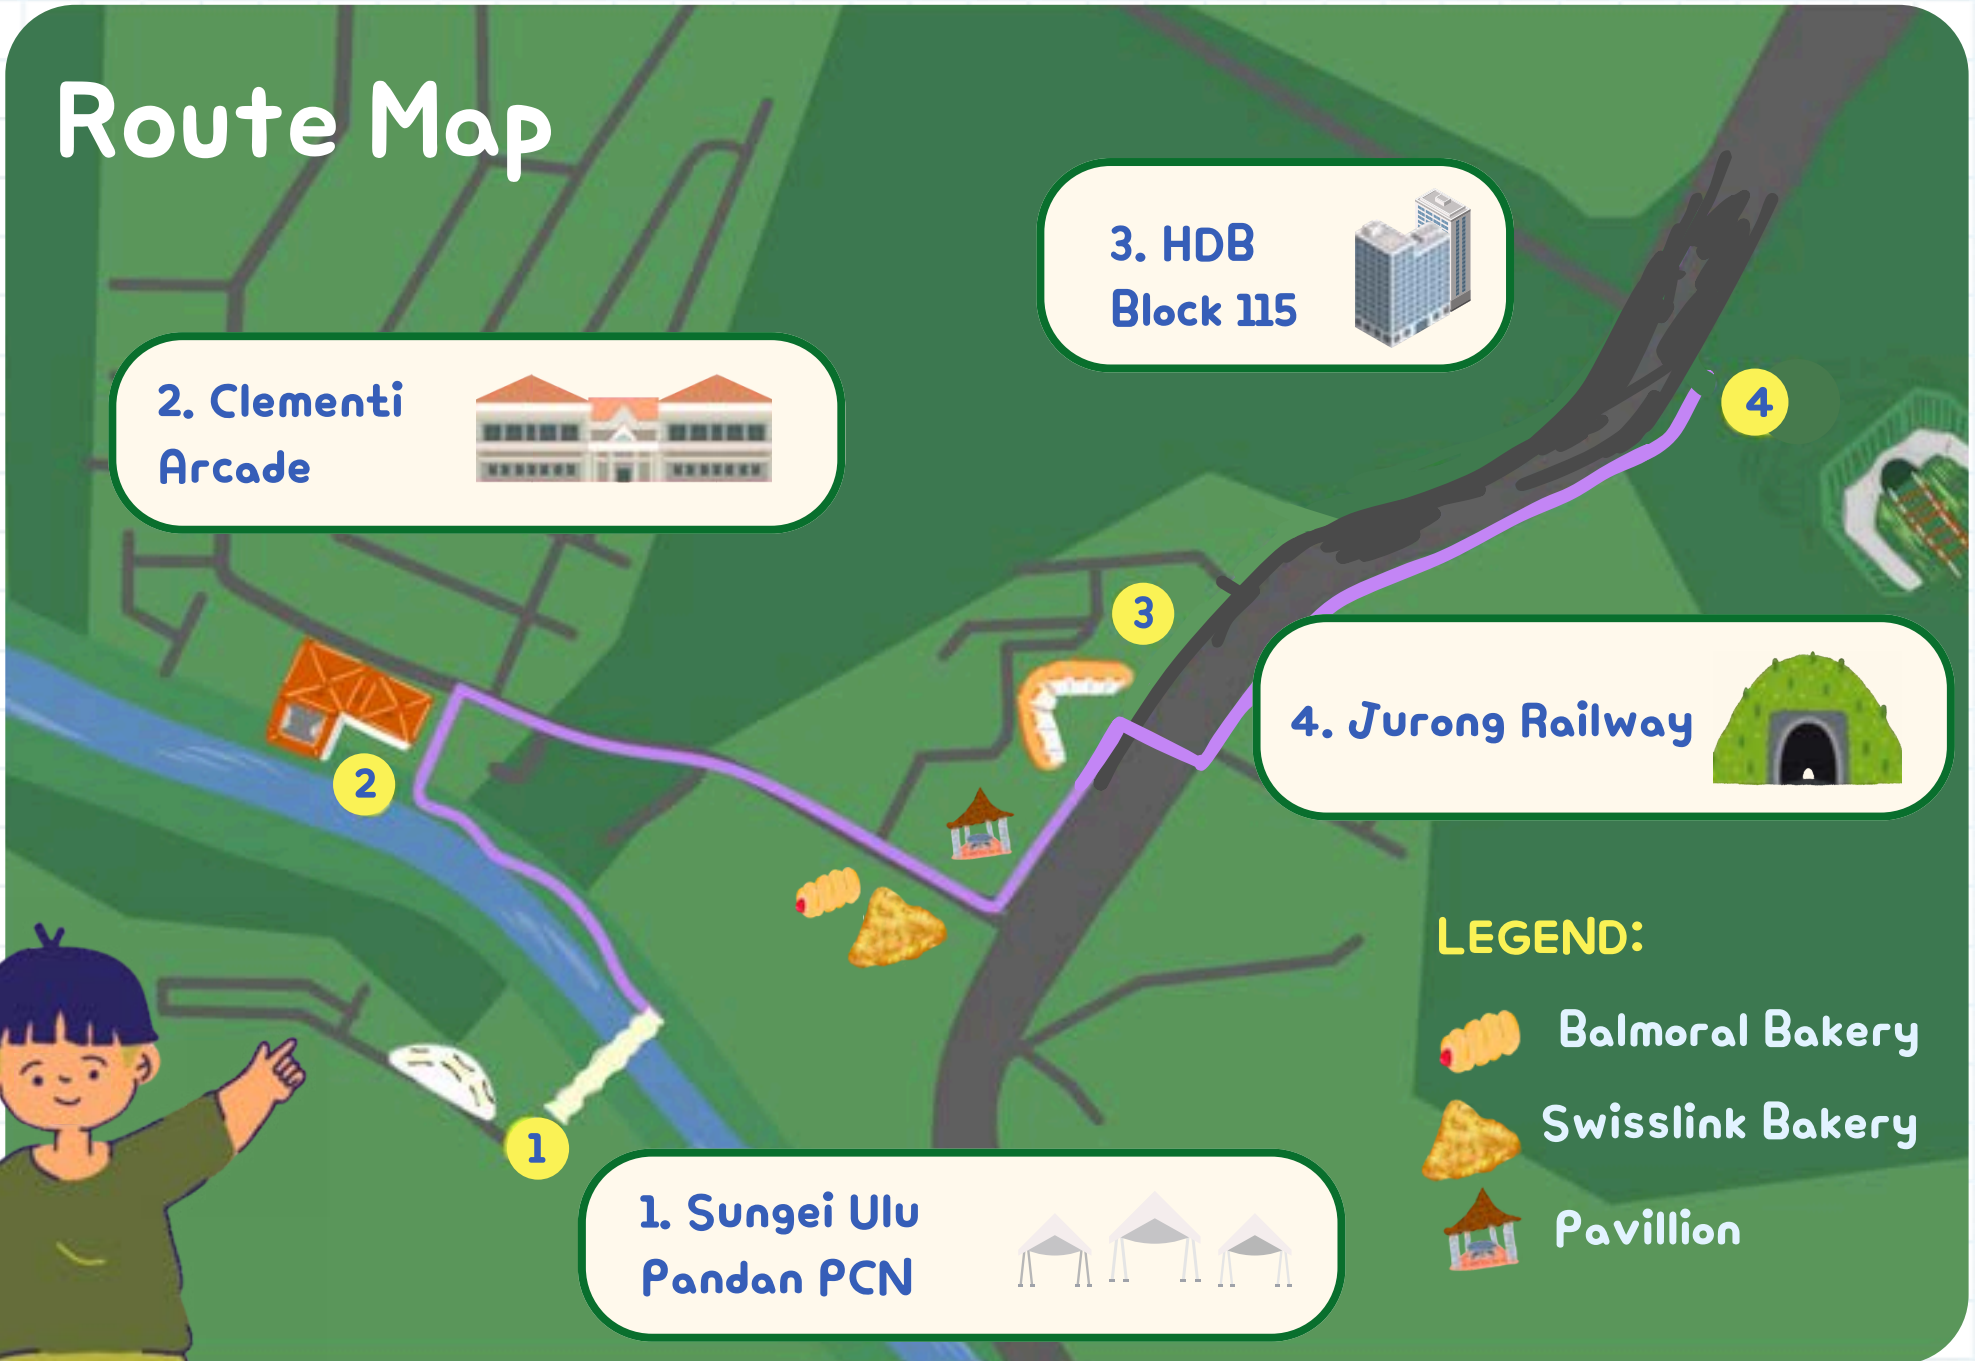 Route Map
3. HDB
Block 115
2. Clementi
Arcade
4
3
4. Jurong Railway
2
LEGEND:
Balmoral Bakery
Swisslink Bakery
Pavillion
1
1. Sungei Ulu
Pandan PCN